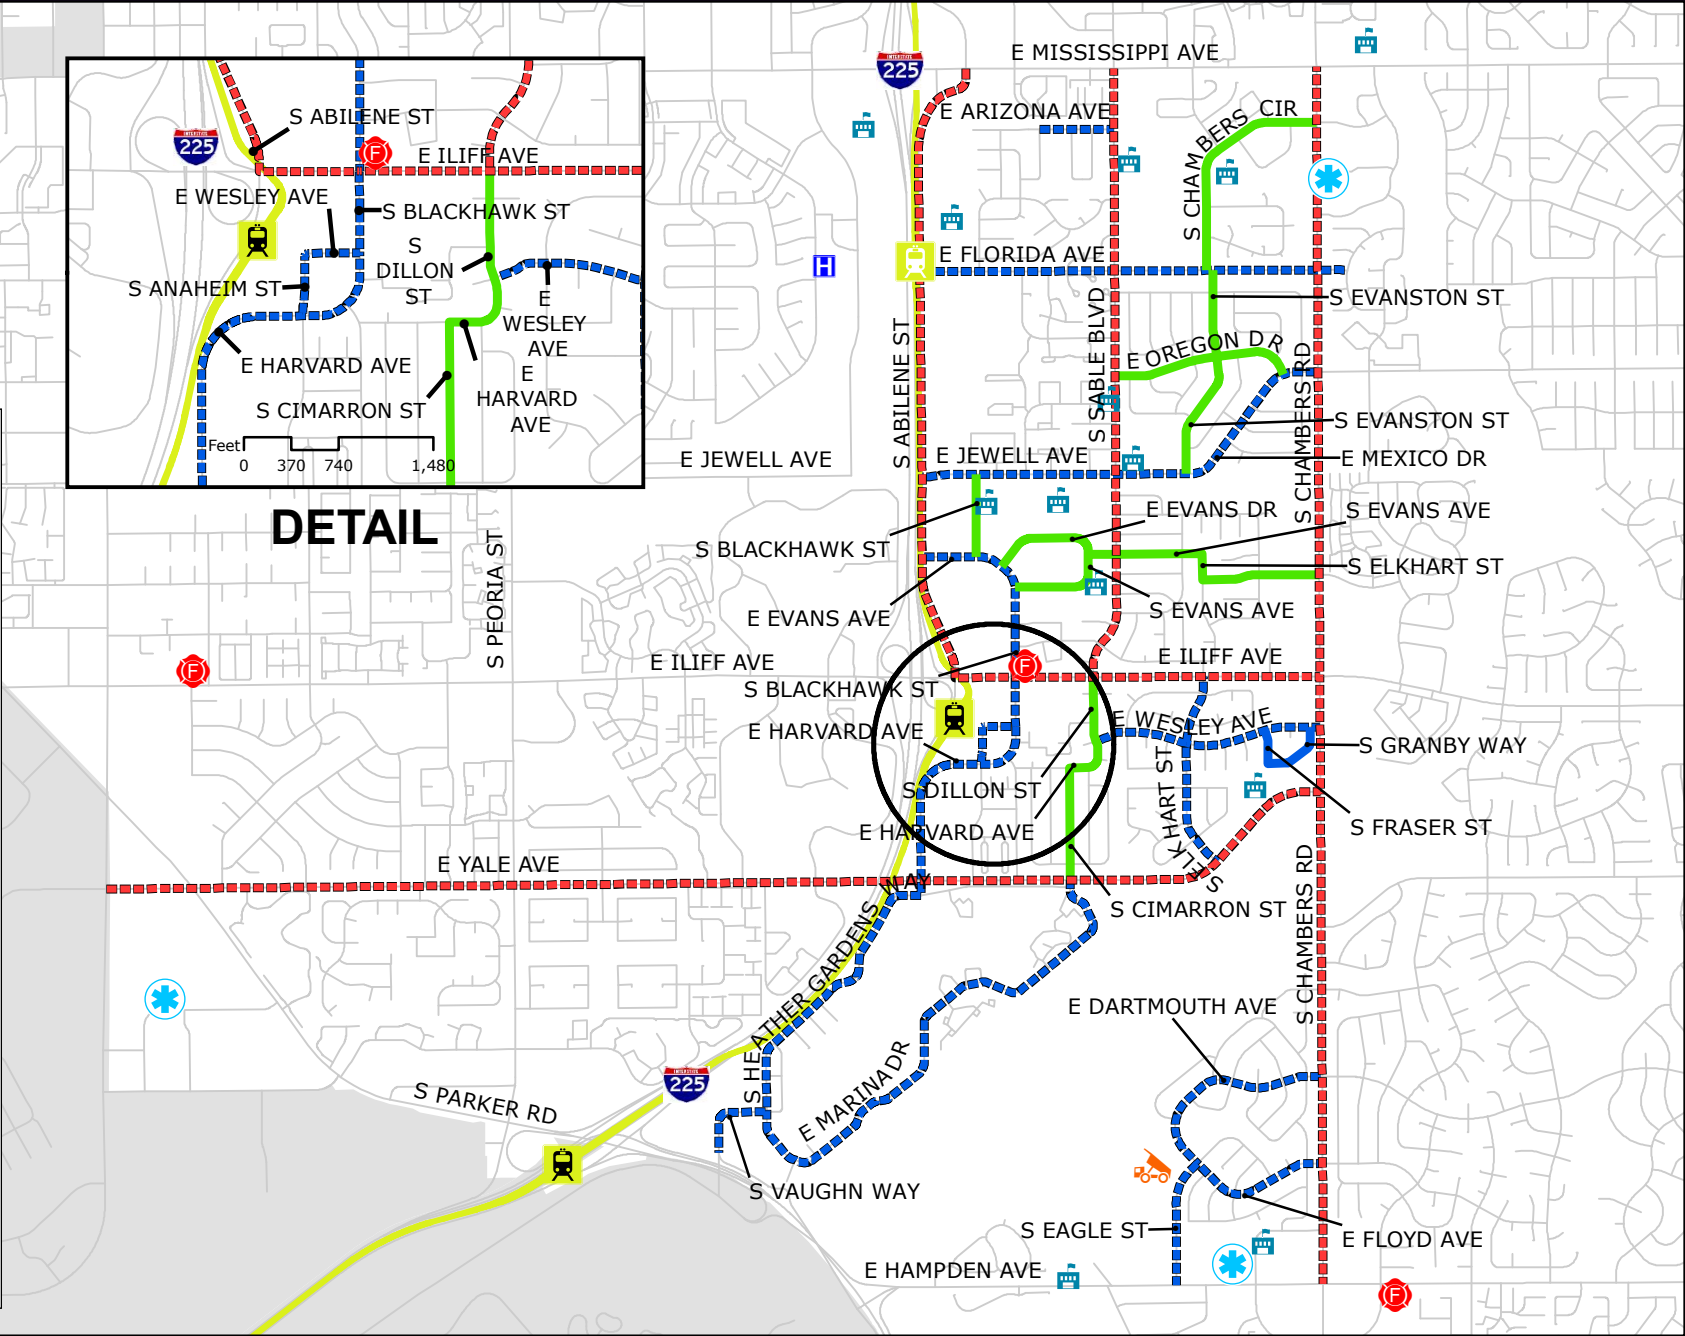 E MISSISSIPPI AVE
INTERSTATE
225
E ARIZONA AVE
S CHAMBERS CIR
S ABILENE ST
INTERSTATE
225
F
E ILIFF AVE
E WESLEY AVE
S BLACKHAWK ST
S
DILLON
ST
S ANAHEIM ST
E
WESLEY
AVE
E HARVARD AVE
E
HARVARD
AVE
S CIMARRON ST
Feet
0 370 740 1,480
DETAIL
H
E FLORIDA AVE
S EVANSTON ST
S ABILENE ST
S SABLE BLVD
E OREGON DR
S CHAMBERS RD
S EVANSTON ST
E JEWELL AVE
E JEWELL AVE
E MEXICO DR
E EVANS DR
S EVANS AVE
S PEORIA ST
S BLACKHAWK ST
S ELKHART ST
E EVANS AVE
S EVANS AVE
E ILIFF AVE
F
F
E ILIFF AVE
S BLACKHAWK ST
E HARVARD AVE
E WESLEY AVE
S GRANBY WAY
S DILLON ST
S ELKHART ST
E HARVARD AVE
S FRASER ST
E YALE AVE
S CIMARRON ST
S HEATHER GARDENS WAY
S CHAMBERS RD
E DARTMOUTH AVE
INTERSTATE
225
S PARKER RD
E MARINA DR
S VAUGHN WAY
S EAGLE ST
E FLOYD AVE
E HAMPDEN AVE
F